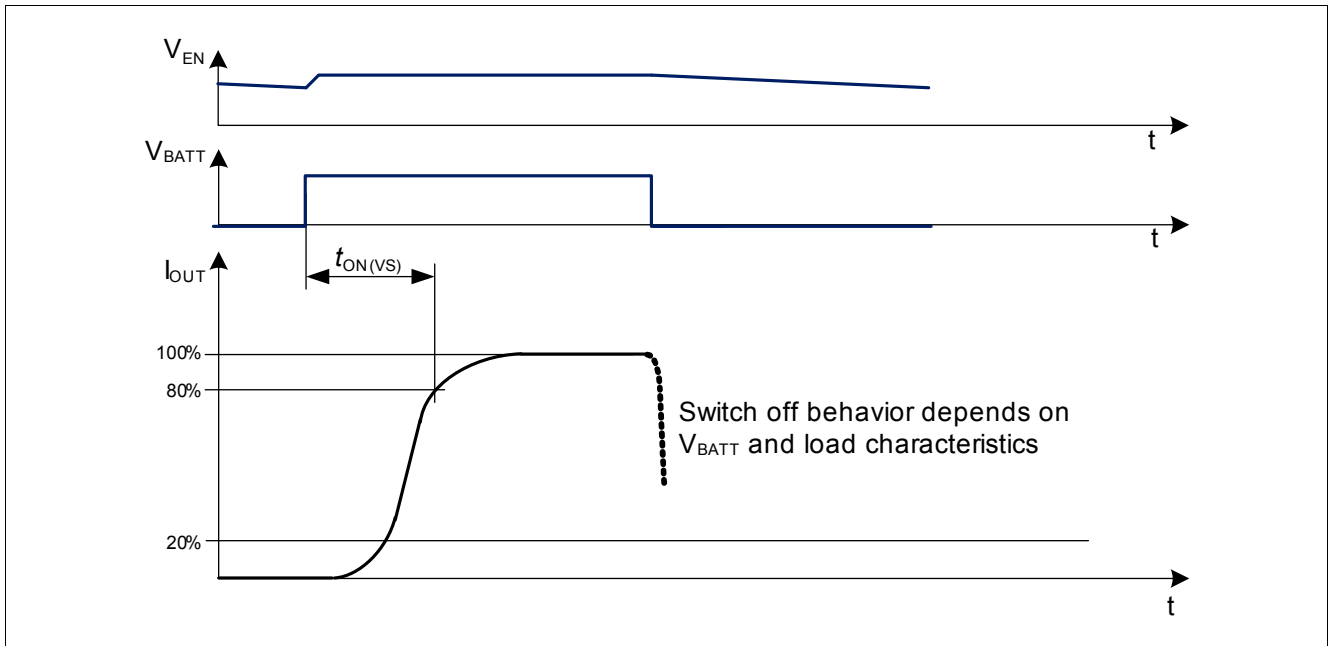 VEN
t
VBATT
t
tON(VS)
IOUT
100%
80%
Switch off behavior depends on
VBATT and load characteristics
20%
t